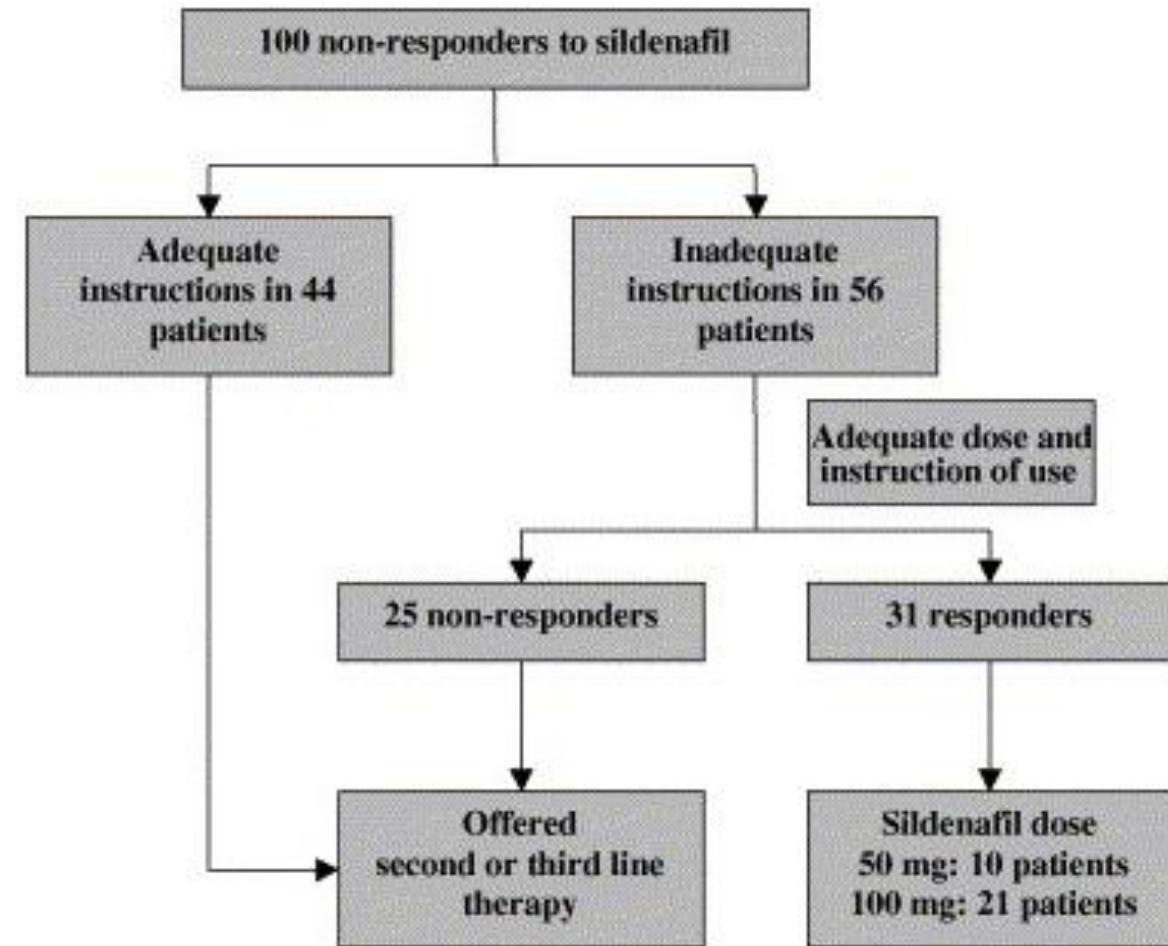 100 non-responders to sildenafil
Adequate
instructions in 44
patients
Inadequate
instructions in 56
patients
Adequate dose and
instruction of use
25 non-responders
31 responders
Offered
second or third line
therapy
Sildenafil dose
50 mg: 10 patients
100 mg: 21 patients